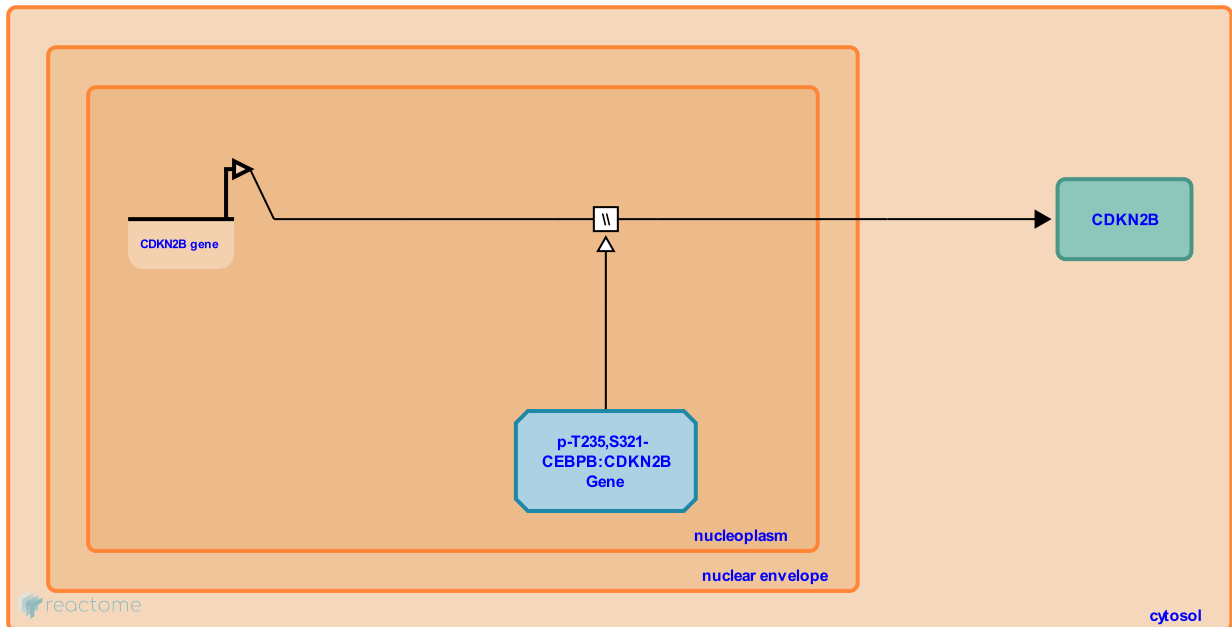 CDKN2B gene
\\
CDKN2B
p-T235,S321-
CEBPB:CDKN2B
Gene
nucleoplasm
nuclear envelope
reactome
cytosol